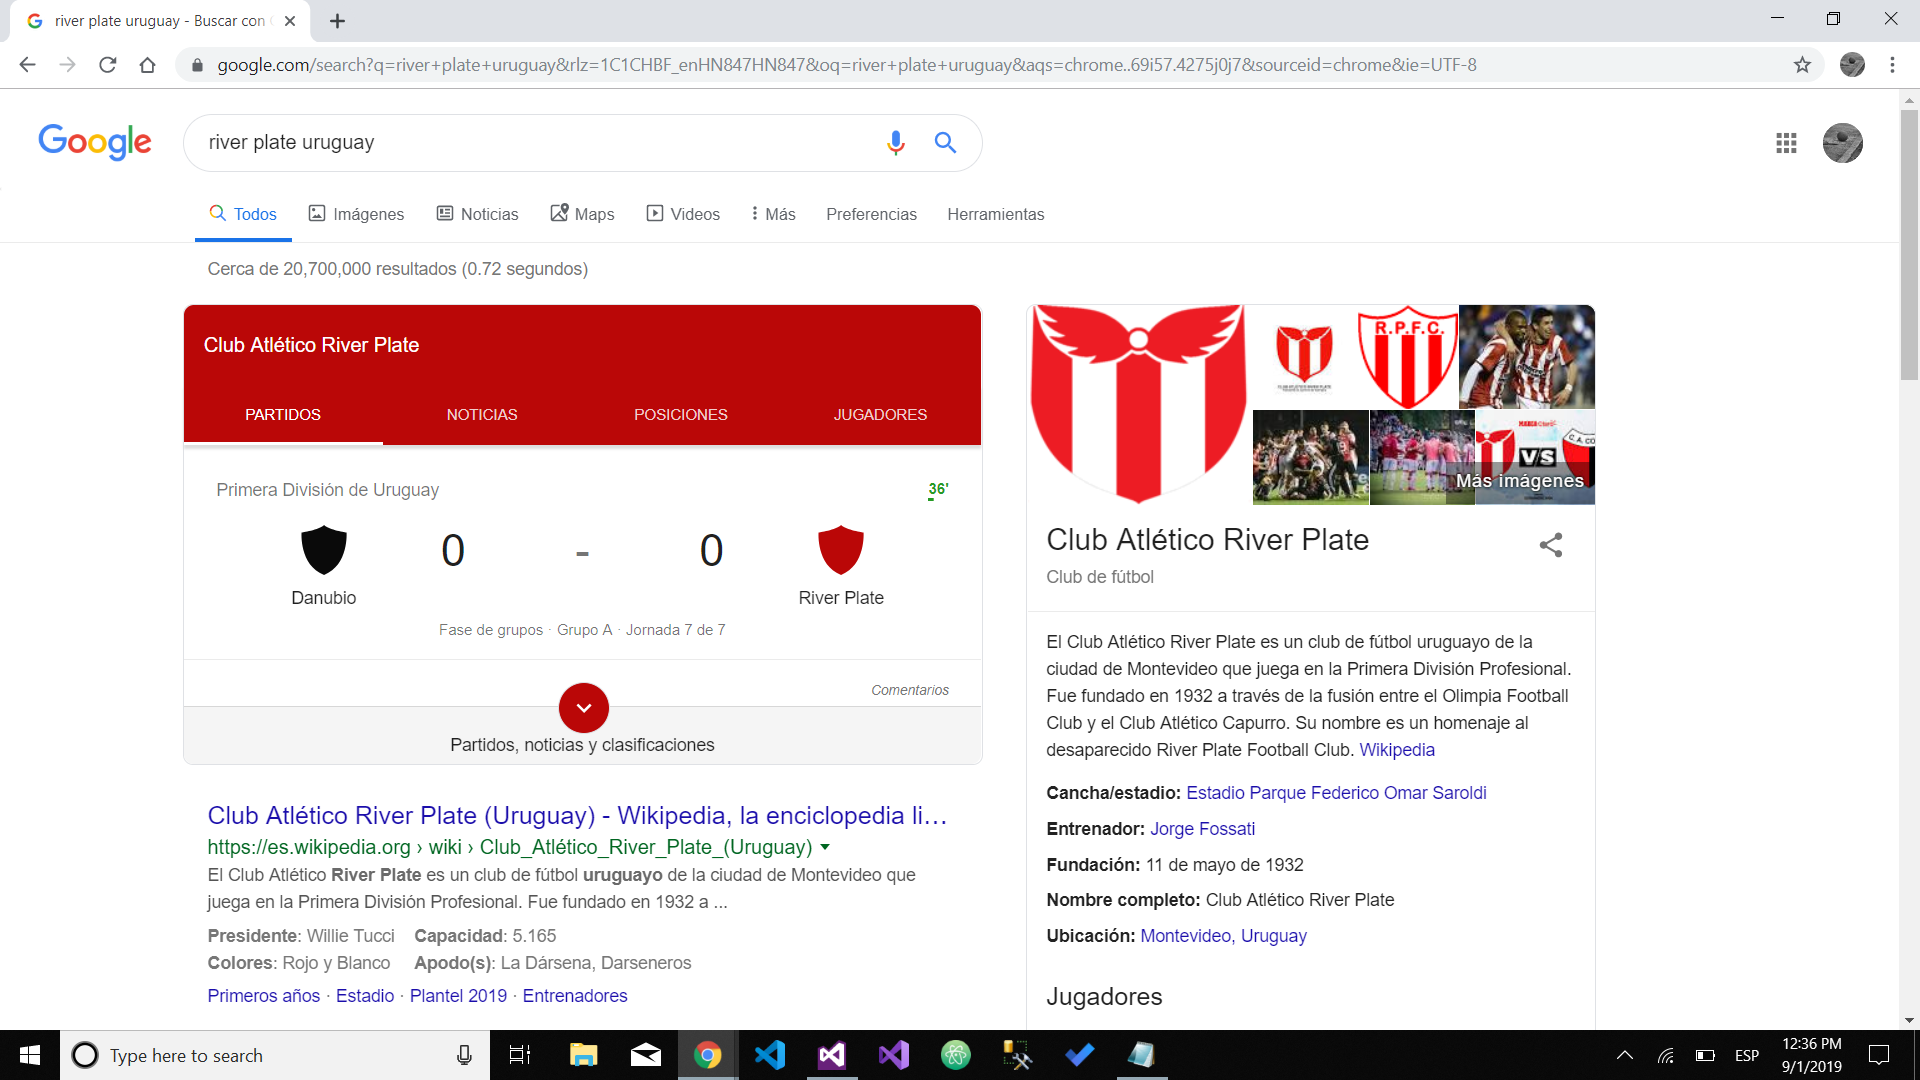 river plate uruguay - Buscar con
google.com/search?q=river+plate+uruguay&rlz=1C1CHBF_enHN847HN847&oq=river+plate+uruguay&aqs=chrome..69i57.4275j0j7&sourceid=chrome&ie=UTF-8
Google
river plate uruguay
Todos Imágenes Noticias Maps Videos Más Preferencias Herramientas
Cerca de 20,700,000 resultados (0.72 segundos)
Club Atlético River Plate
PARTIDOS NOTICIAS POSICIONES JUGADORES
Primera División de Uruguay 36'
0 - 0
Danubio River Plate
Fase de grupos · Grupo A · Jornada 7 de 7
Comentarios
Partidos, noticias y clasificaciones
Club Atlético River Plate (Uruguay) - Wikipedia, la enciclopedia li...
https://es.wikipedia.org › wiki › Club_Atlético_River_Plate_(Uruguay)
El Club Atlético River Plate es un club de fútbol uruguayo de la ciudad de Montevideo que
juega en la Primera División Profesional. Fue fundado en 1932 a ...
Presidente: Willie Tucci Capacidad: 5.165
Colores: Rojo y Blanco Apodo(s): La Dársena, Darseneros
Primeros años · Estadio · Plantel 2019 · Entrenadores
R.P.F.C.
VS
Más imágenes
Club Atlético River Plate
Club de fútbol
El Club Atlético River Plate es un club de fútbol uruguayo de la
ciudad de Montevideo que juega en la Primera División Profesional.
Fue fundado en 1932 a través de la fusión entre el Olimpia Football
Club y el Club Atlético Capurro. Su nombre es un homenaje al
desaparecido River Plate Football Club. Wikipedia
Cancha/estadio: Estadio Parque Federico Omar Saroldi
Entrenador: Jorge Fossati
Fundación: 11 de mayo de 1932
Nombre completo: Club Atlético River Plate
Ubicación: Montevideo, Uruguay
Jugadores
Type here to search
ESP
12:36 PM
9/1/2019